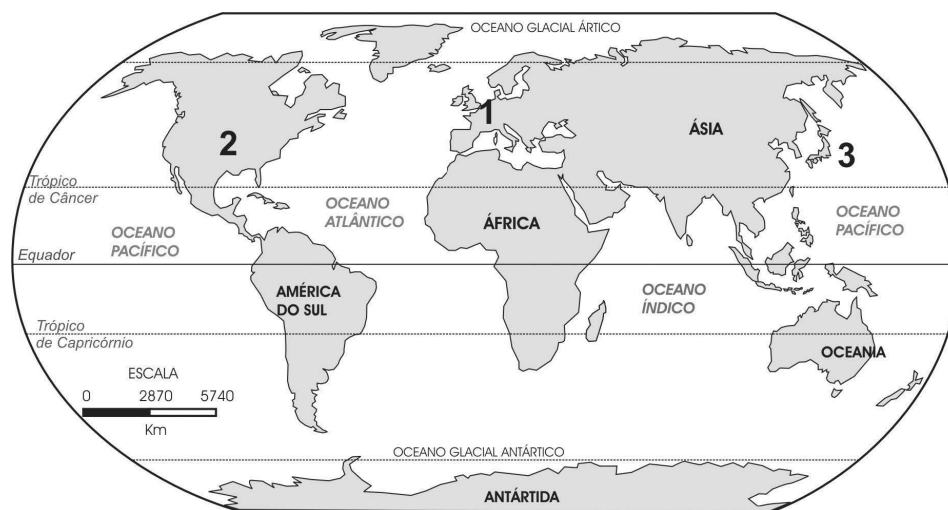 OCEANO GLACIAL ÁRTICO
1
2
ÁSIA
3
Trópico
de Câncer
OCEANO
ATLÂNTICO
ÁFRICA
OCEANO
PACÍFICO
OCEANO
PACÍFICO
Equador
AMÉRICA
DO SUL
OCEANO
ÍNDICO
Trópico
de Capricórnio
OCEANIA
ESCALA
0 2870 5740
Km
OCEANO GLACIAL ANTÁRTICO
ANTÁRTIDA